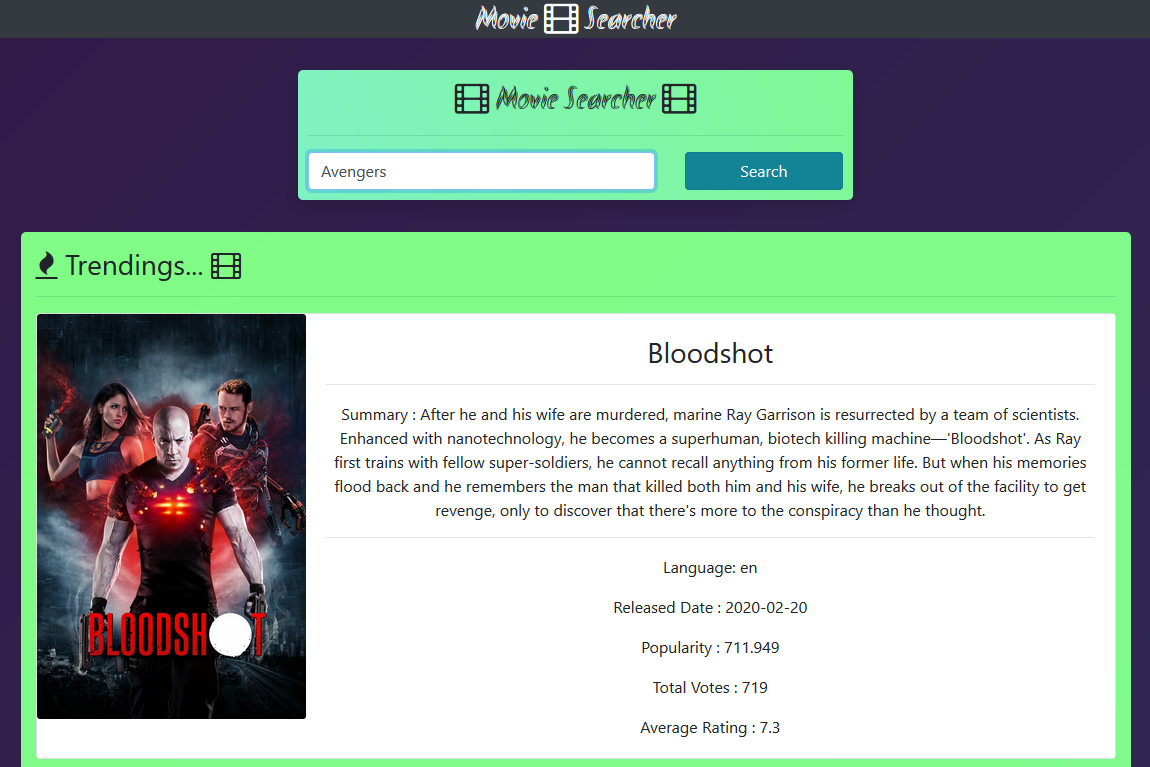 Movie Searcher
Movie Searcher
Avengers
Search
Trendings...
Bloodshot
Summary : After he and his wife are murdered, marine Ray Garrison is resurrected by a team of scientists.
Enhanced with nanotechnology, he becomes a superhuman, biotech killing machine—'Bloodshot'. As Ray
first trains with fellow super-soldiers, he cannot recall anything from his former life. But when his memories
flood back and he remembers the man that killed both him and his wife, he breaks out of the facility to get
revenge, only to discover that there's more to the conspiracy than he thought.
BLOODSHOT
Language: en
Released Date : 2020-02-20
Popularity : 711.949
Total Votes : 719
Average Rating : 7.3